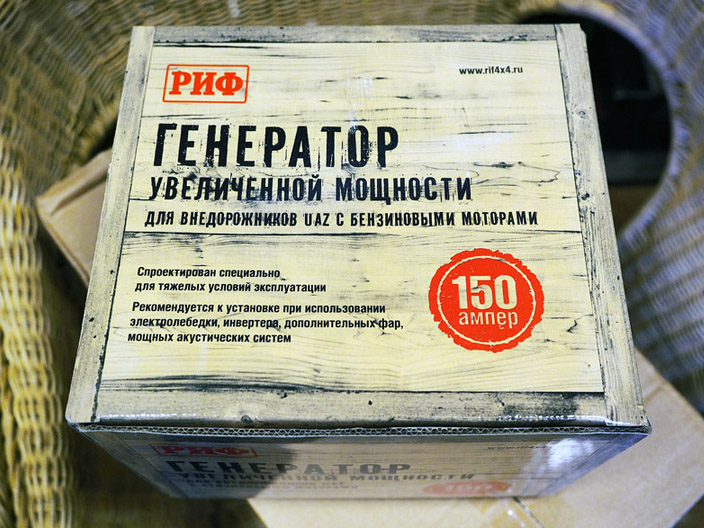 РИФ
www.rif4x4.ru
ГЕНЕРАТОР
УВЕЛИЧЕННОЙ МОЩНОСТИ
ДЛЯ ВНЕДОРОЖНИКОВ UAZ С БЕНЗИНОВЫМИ МОТОРАМИ
Спроектирован специально
для тяжелых условий эксплуатации
Рекомендуется к установке при использовании
электролебедки, инвертера, дополнительных фар,
мощных акустических систем
150
ампер
РИФ
ГЕНЕРАТОР
УВЕЛИЧЕННОЙ МОЩНОСТИ